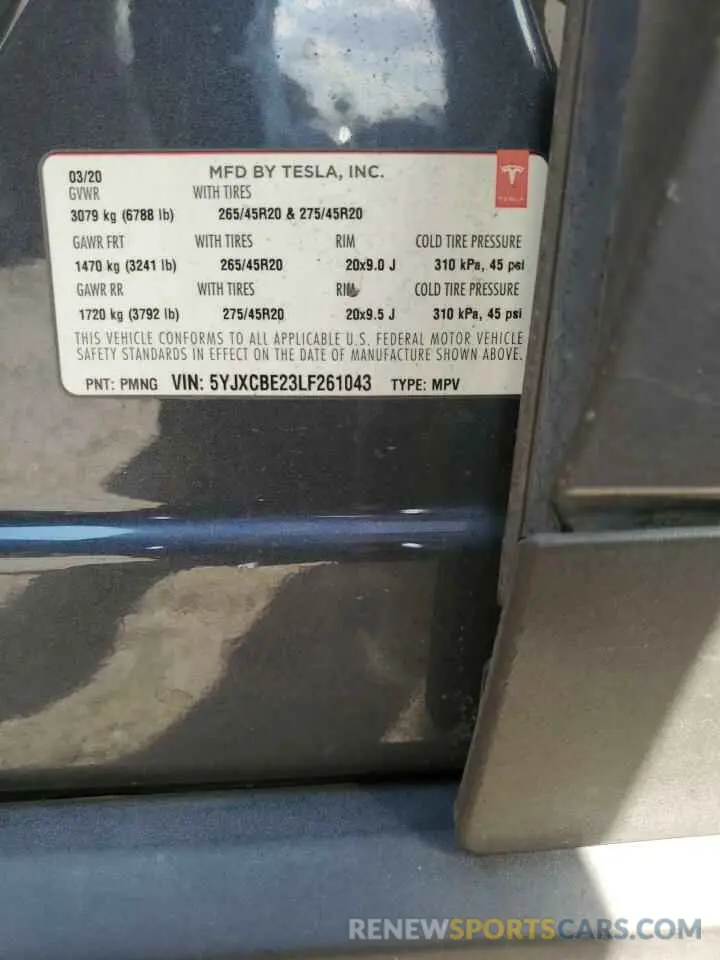 03/20 MFD BY TESLA, INC.
TESLA
GVWR WITH TIRES
3079 kg (6788 lb) 265/45R20 & 275/45R20
GAWR FRT WITH TIRES RIM COLD TIRE PRESSURE
1470 kg (3241 lb) 265/45R20 20x9.0 J 310 kPa, 45 psi
GAWR RR WITH TIRES RIM COLD TIRE PRESSURE
1720 kg (3792 lb) 275/45R20 20x9.5 J 310 kPa, 45 psi
THIS VEHICLE CONFORMS TO ALL APPLICABLE U.S. FEDERAL MOTOR VEHICLE
SAFETY STANDARDS IN EFFECT ON THE DATE OF MANUFACTURE SHOWN ABOVE.
PNT: PMNG VIN: 5YJXCBE23LF261043 TYPE: MPV
RENEWSPORTSCARS.COM